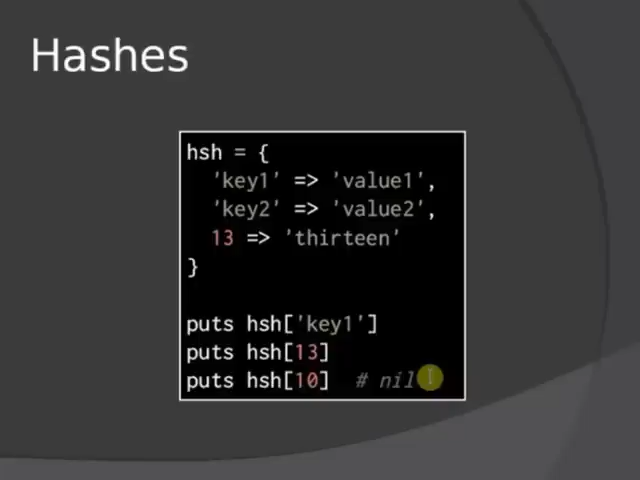 Hashes
hsh = {
'key1' => 'value1',
'key2' => 'value2',
13 => 'thirteen'
}
puts hsh['key1']
puts hsh[13]
puts hsh[10]  # nil